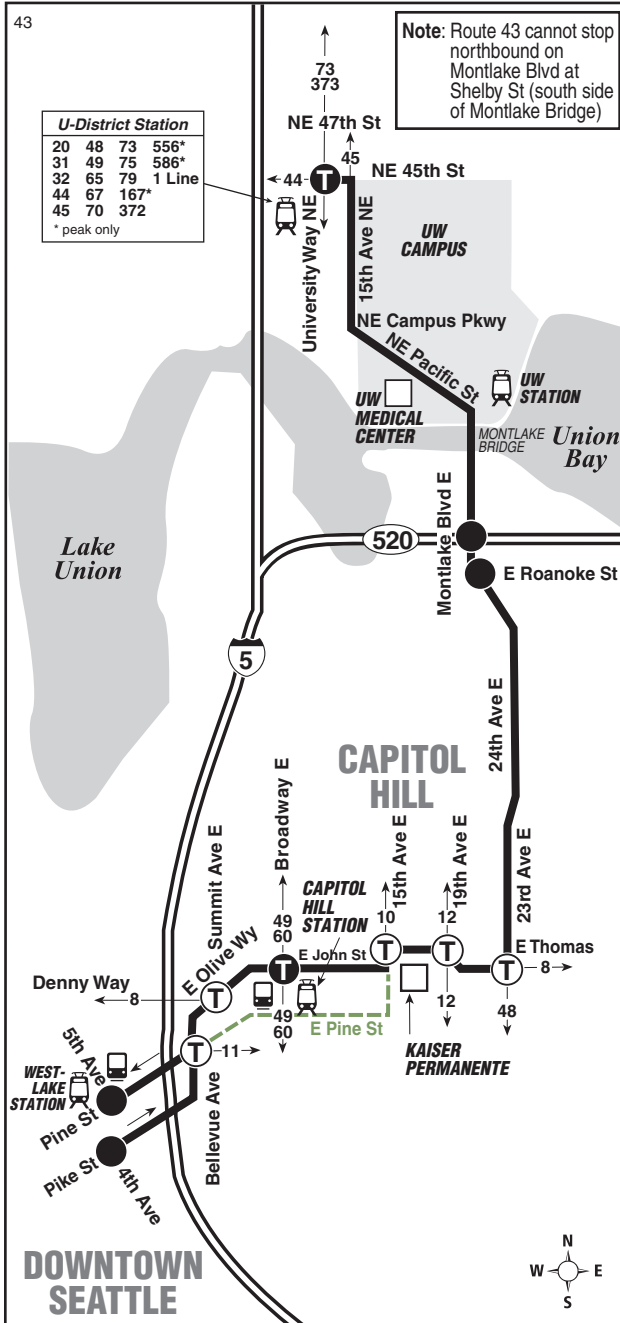 43
Note: Route 43 cannot stop
northbound on
Montlake Blvd at
Shelby St (south side
of Montlake Bridge)
73
373
NE 47th St
U-District Station
20 48 73 556*
31 49 75 586*
32 65 79 1 Line
44 67 167*
45 70 372
* peak only
45
44
T
NE 45th St
University Way NE
15th Ave NE
UW
CAMPUS
NE Campus Pkwy
NE Pacific St
UW
MEDICAL
CENTER
UW
STATION
MONTLAKE
BRIDGE
Union
Bay
Lake
Union
520
Montlake Blvd E
E Roanoke St
5
24th Ave E
CAPITOL
HILL
Broadway E
Summit Ave E
15th Ave E
19th Ave E
23rd Ave E
CAPITOL
HILL
STATION
49
60
10
12
E Olive Wy
E John St
T
T
T
E Thomas
T
8
Denny Way
8
T
49
60
E Pine St
12
48
KAISER
PERMANENTE
5th Ave
T
11
WEST-
LAKE
STATION
Pine St
Bellevue Ave
Pike St
4th Ave
DOWNTOWN
SEATTLE
N
W E
S